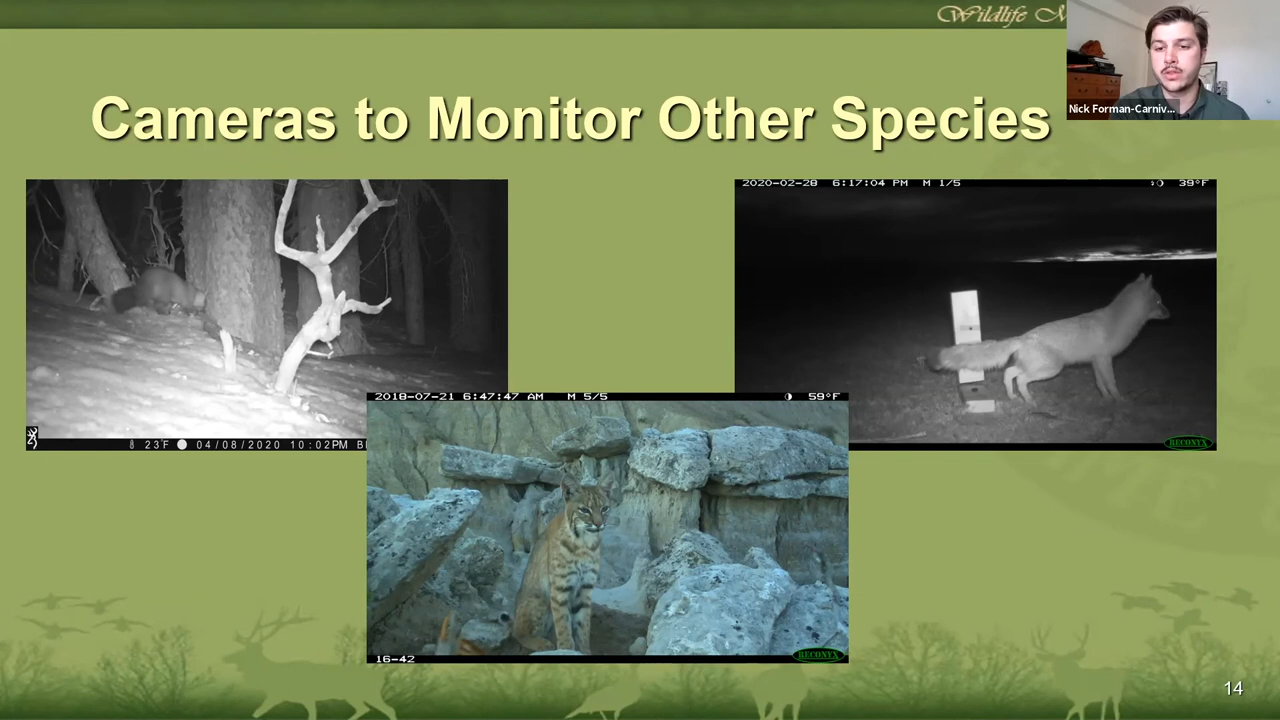 Wildlife M
Nick Forman-Carniv...
Cameras to Monitor Other Species
2020-02-28 6:17:04 PM M 1/5 39°F
RECONYX
23F 04/08/2020 10:02PM
2018-07-21 6:47:47 AM M 5/5 59°F
16-42 RECONYX
14